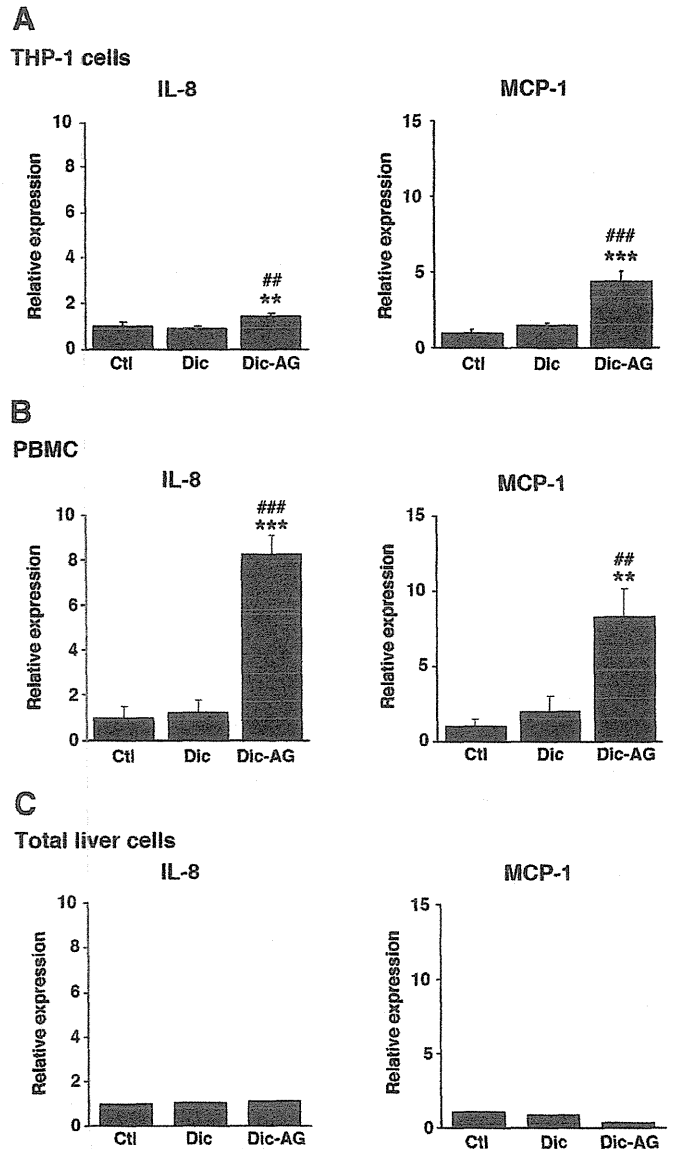 A
THP-1 cells
IL-8
MCP-1
Relative expression
10
8
6
4
2
0
##
**
Ctl Dic Dic-AG
Relative expression
15
10
5
0
###
***
Ctl Dic Dic-AG
B
PBMC
IL-8
MCP-1
Relative expression
10
8
6
4
2
0
###
***
Ctl Dic Dic-AG
Relative expression
15
10
5
0
##
**
Ctl Dic Dic-AG
C
Total liver cells
IL-8
MCP-1
Relative expression
10
8
6
4
2
0
Ctl Dic Dic-AG
Relative expression
15
10
5
0
Ctl Dic Dic-AG